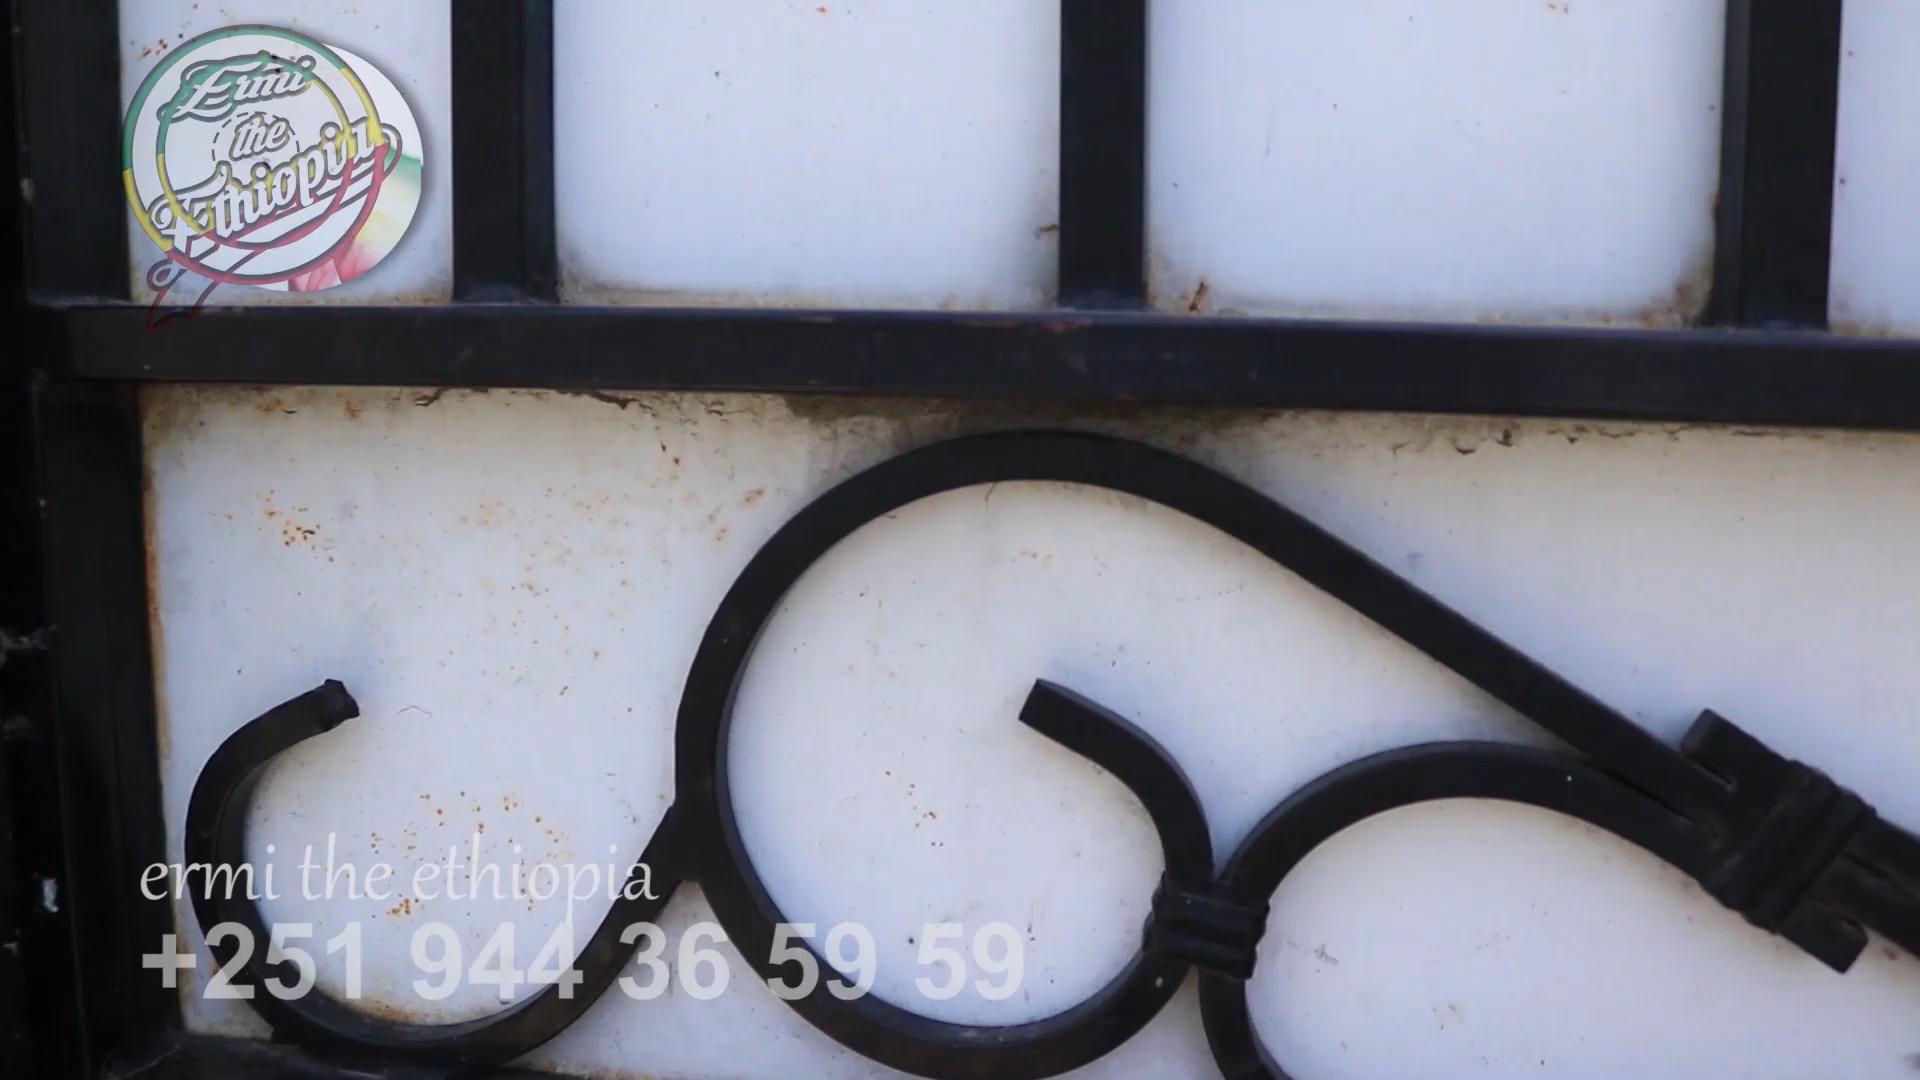 Ermi
the
Ethiopia
ermi the ethiopia
+251 944 36 59 59